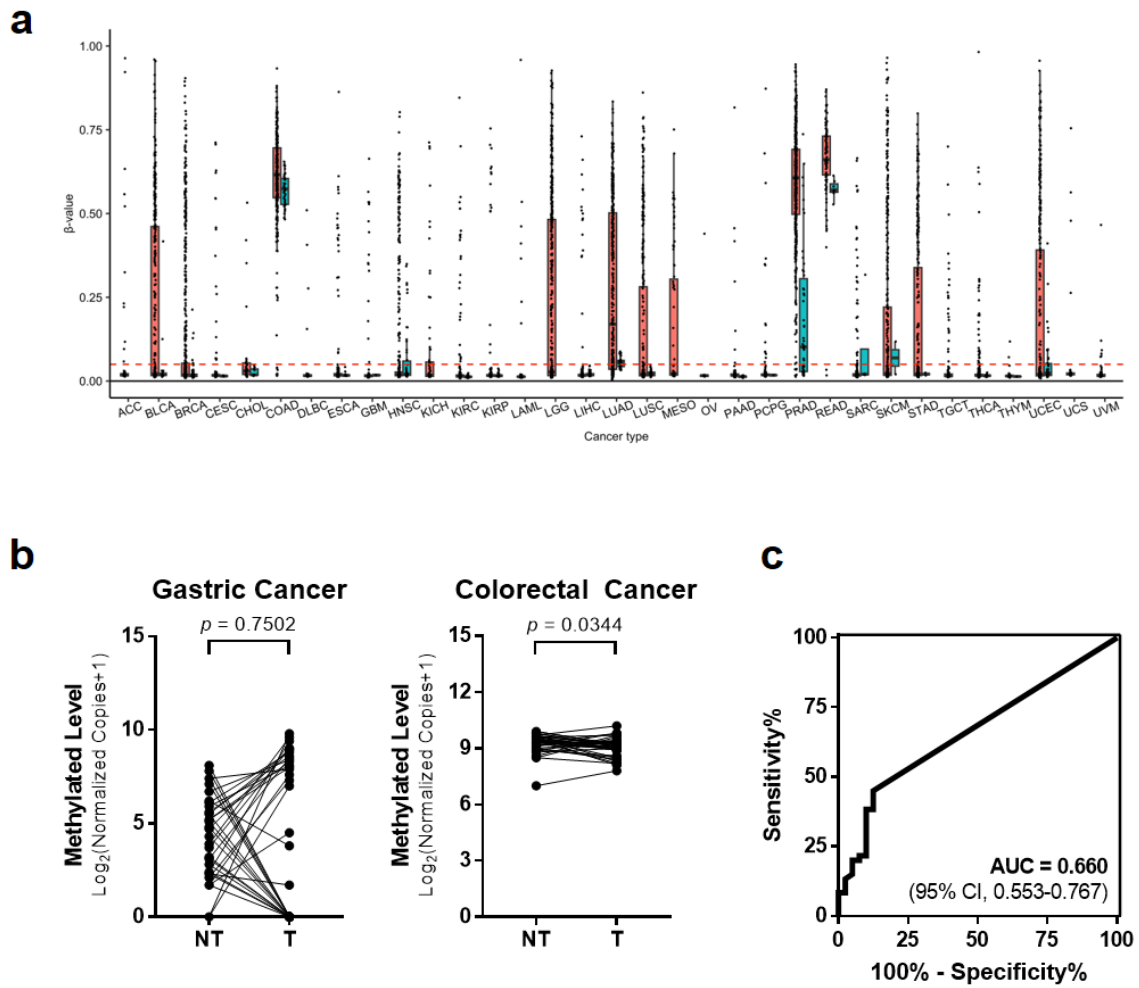 a
1.00
0.75
0.50
0.25
0.00
β-value
ACC BLCA BRCA CESC CHOL COAD DLBC ESCA GBM HNSC KICH KIRC KIRP LAML LGG LIHC LUAD LUSC MESO OV PAAD PCPG PRAD READ SARC SKCM STAD TGCT THCA THYM UCEC UCS UVM
Cancer type
b
Gastric Cancer
p = 0.7502
15
10
5
0
Methylated Level
Log₂(Normalized Copies+1)
NT T
Colorectal Cancer
p = 0.0344
15
12
9
6
3
0
Methylated Level
Log₂(Normalized Copies+1)
NT T
c
100
75
50
25
0
Sensitivity%
AUC = 0.660
(95% CI, 0.553-0.767)
0 25 50 75 100
100% - Specificity%